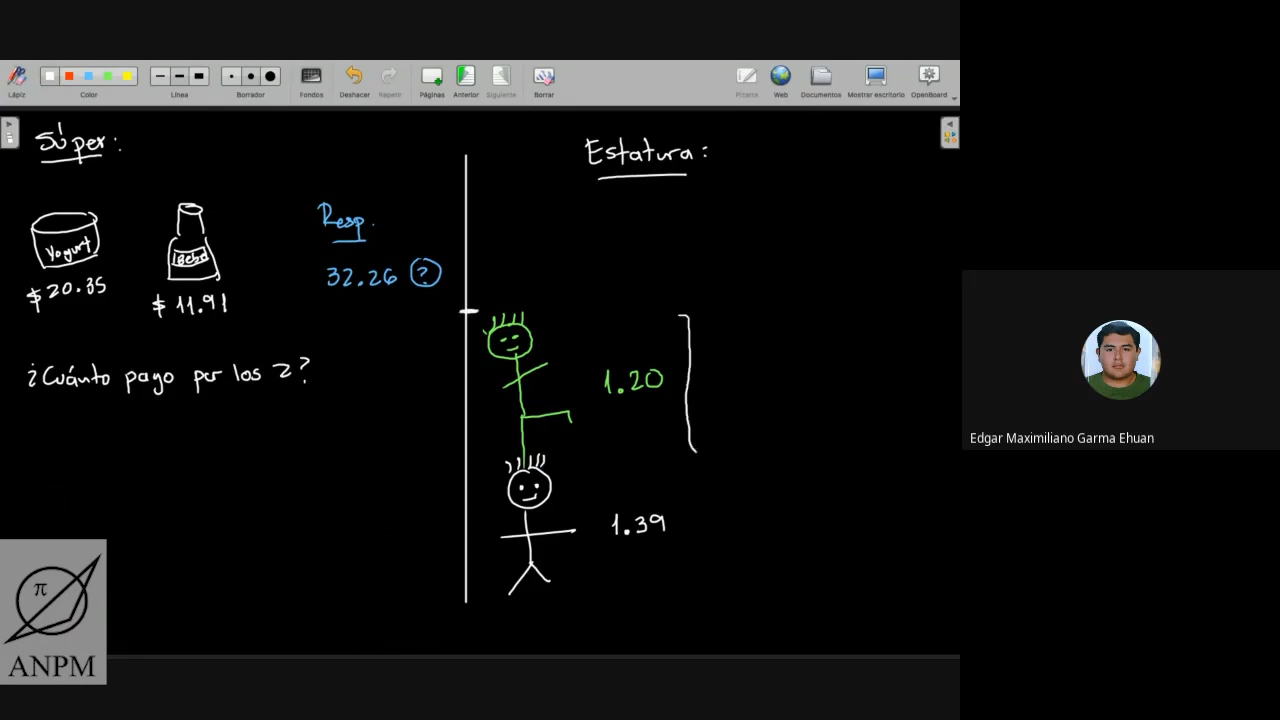 Lápiz
Color
Línea
Borrador
Fondos
Deshacer
Repetir
Páginas
Anterior
Siguiente
Borrar
Pizarra
Web
Documentos
Mostrar escritorio
OpenBoard
Súper:
Yogurt
$ 20.35
Beba
$ 11.91
Resp.
32.26 ?
¿Cuánto pago por los 2?
Estatura:
1.20
1.39
π
ANPM
Edgar Maximiliano Garma Ehuan